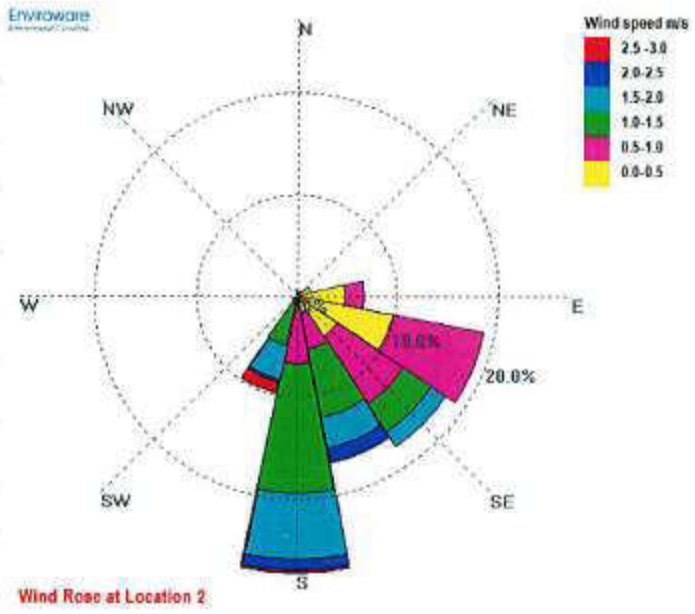 Enviroware
N
Wind speed m/s
2.5 -3.0
2.0-2.5
1.5-2.0
1.0-1.5
0.5-1.0
0.0-0.5
NW
NE
W
E
10.0%
20.0%
SW
SE
S
Wind Rose at Location 2